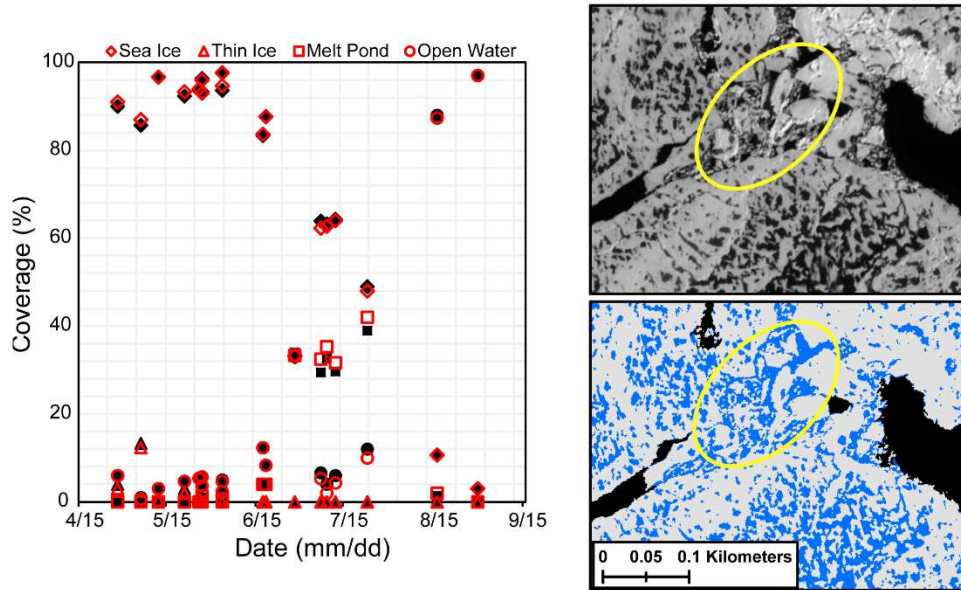 Sea Ice Thin Ice Melt Pond Open Water
100
80
60
40
20
0
Coverage (%)
4/15 5/15 6/15 7/15 8/15 9/15
Date (mm/dd)
0 0.05 0.1 Kilometers